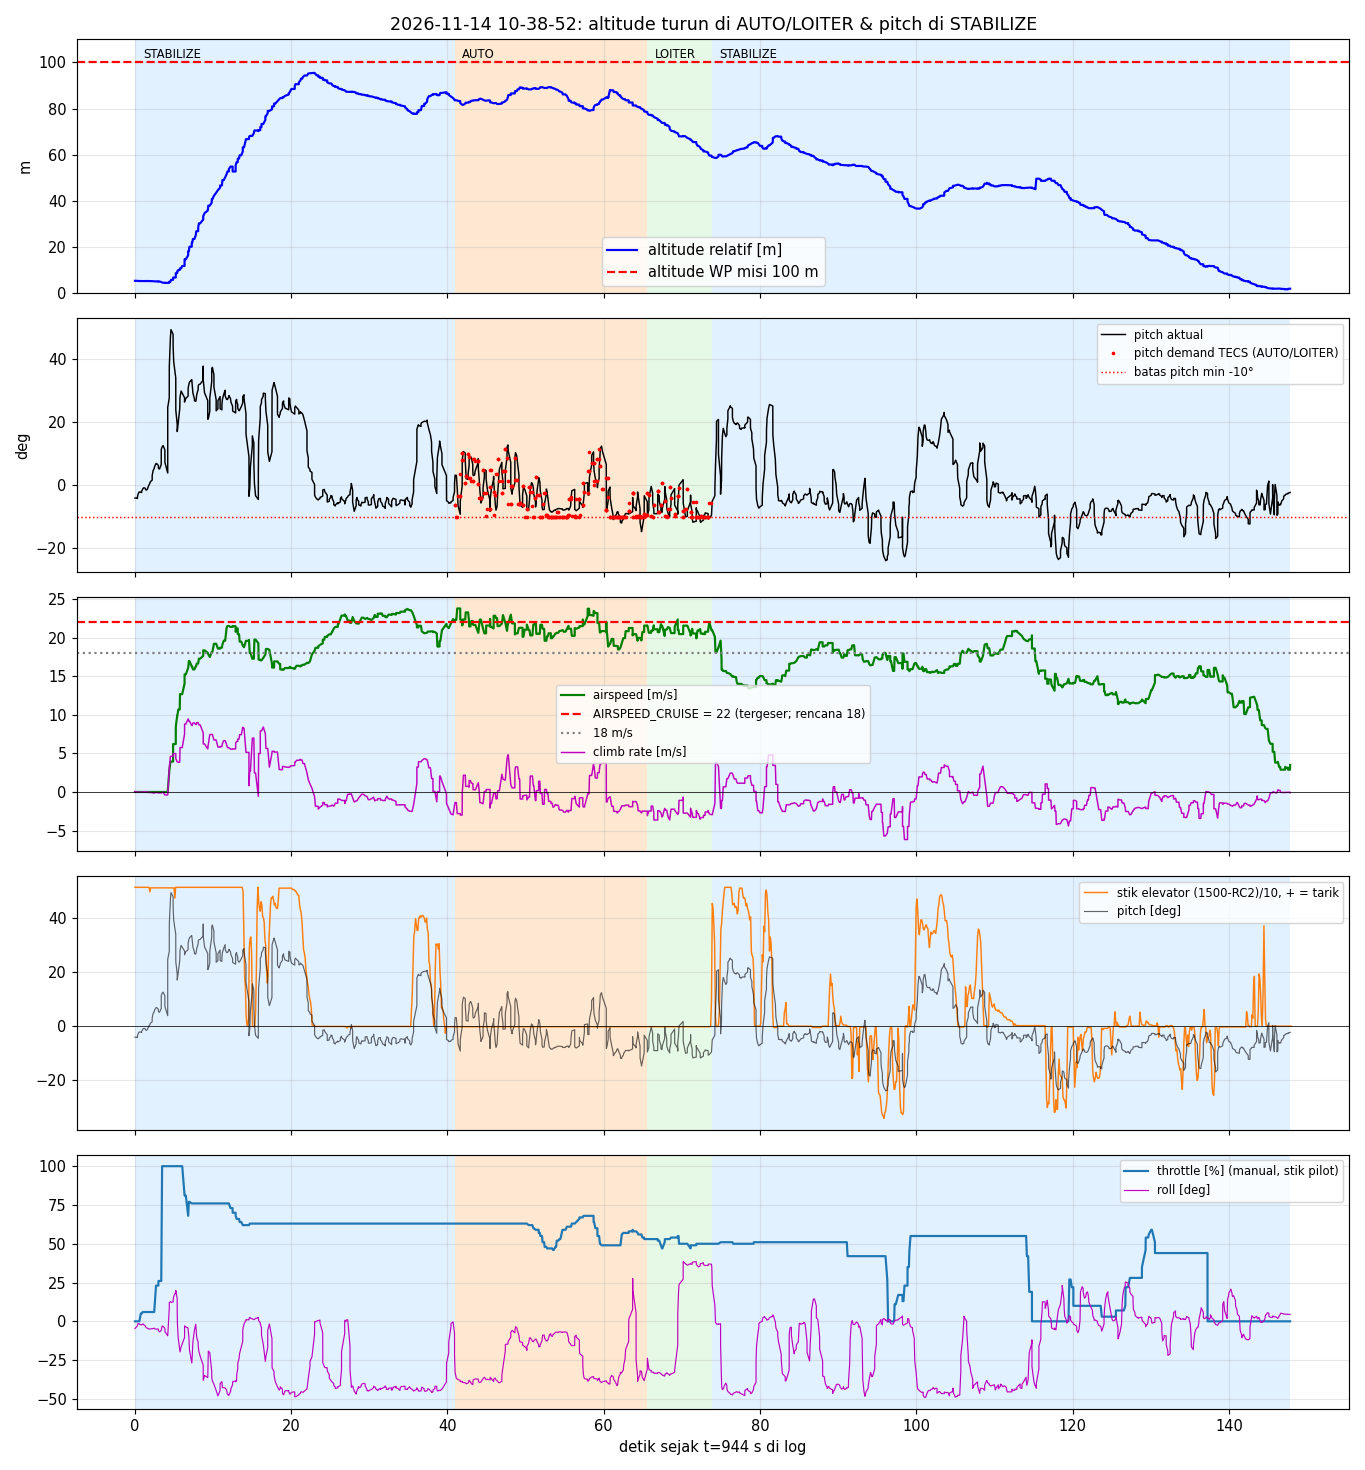 2026-11-14 10-38-52: altitude turun di AUTO/LOITER & pitch di STABILIZE
STABILIZE
AUTO
LOITER
STABILIZE
100
80
60
40
20
0
m
altitude relatif [m]
altitude WP misi 100 m
40
20
0
−20
deg
pitch aktual
pitch demand TECS (AUTO/LOITER)
batas pitch min -10°
25
20
15
10
5
0
−5
airspeed [m/s]
AIRSPEED_CRUISE = 22 (tergeser; rencana 18)
18 m/s
climb rate [m/s]
40
20
0
−20
stik elevator (1500-RC2)/10, + = tarik
pitch [deg]
100
75
50
25
0
−25
−50
throttle [%] (manual, stik pilot)
roll [deg]
0
20
40
60
80
100
120
140
detik sejak t=944 s di log